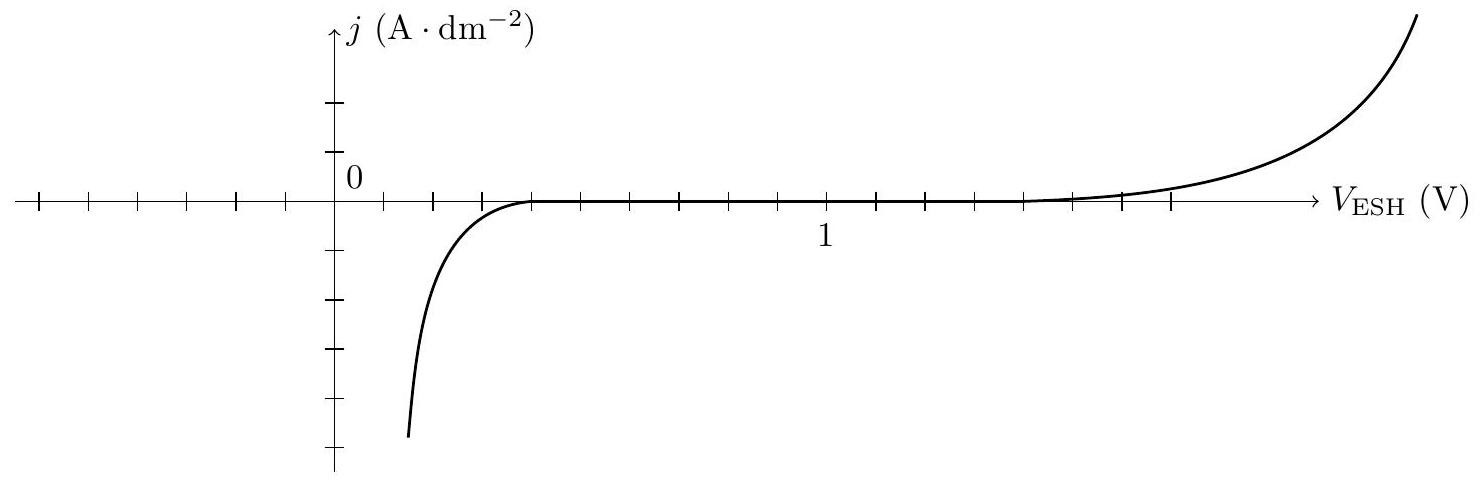 j (A · dm⁻²)
0
V_ESH (V)
1